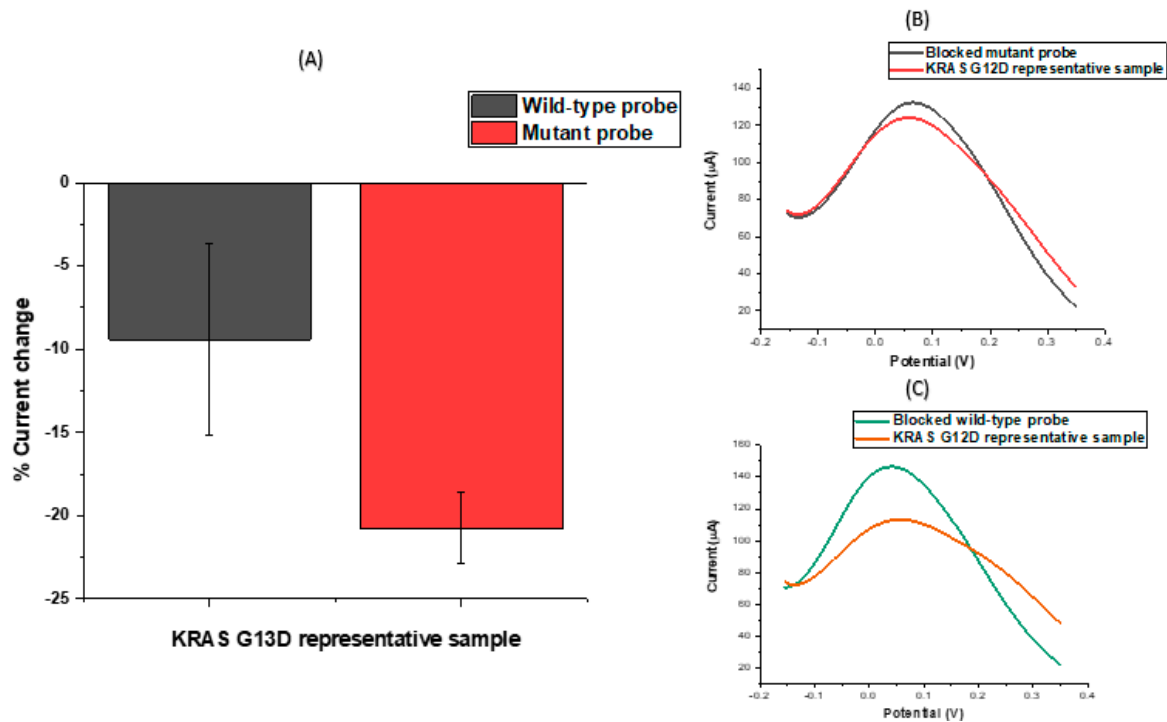 (A)
Wild-type probe
Mutant probe
0
-5
-10
-15
-20
-25
% Current change
KRAS G13D representative sample
(B)
Blocked mutant probe
KRAS G12D representative sample
140
120
100
80
60
40
20
Current (μA)
-0.2 -0.1 0.0 0.1 0.2 0.3 0.4
Potential (V)
(C)
Blocked wild-type probe
KRAS G12D representative sample
160
140
120
100
80
60
40
20
Current (μA)
-0.2 -0.1 0.0 0.1 0.2 0.3 0.4
Potential (V)